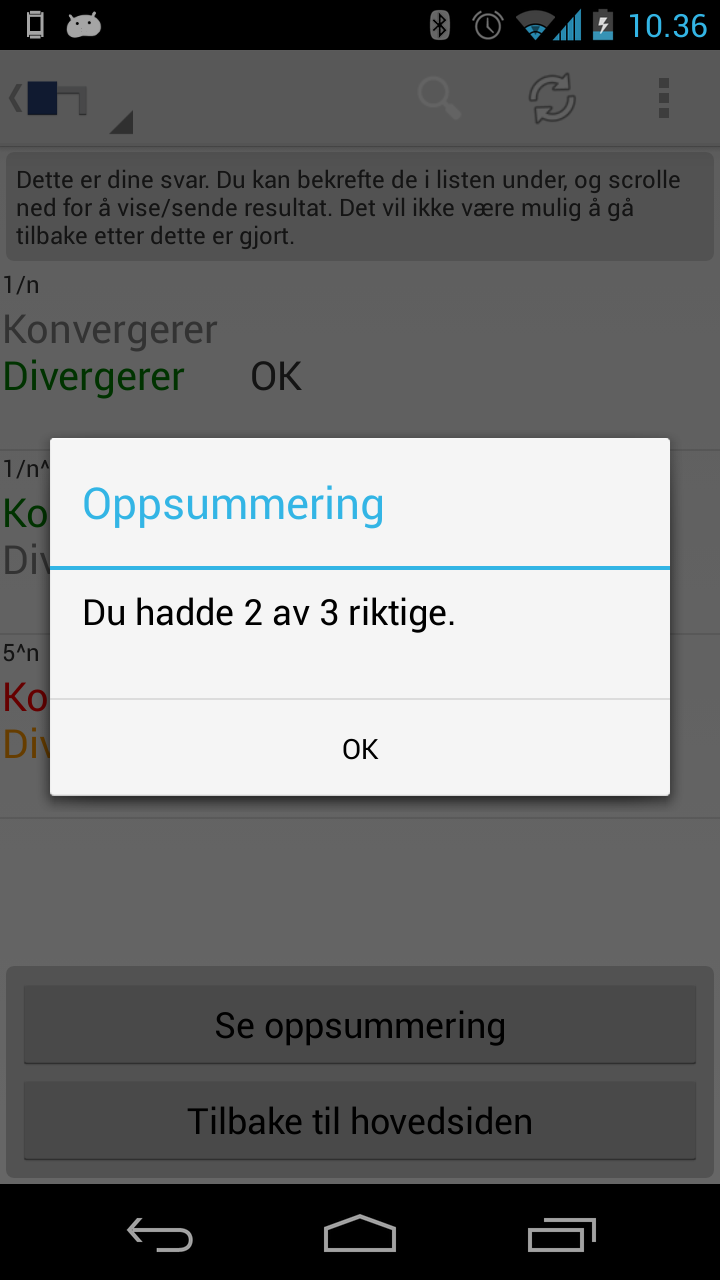 10.36
Dette er dine svar. Du kan bekrefte de i listen under, og scrolle
ned for å vise/sende resultat. Det vil ikke være mulig å gå
tilbake etter dette er gjort.
1/n
Konvergerer
Divergerer OK
1/n^
Ko
Div
Oppsummering
Du hadde 2 av 3 riktige.
5^n
Ko
Div
OK
Se oppsummering
Tilbake til hovedsiden